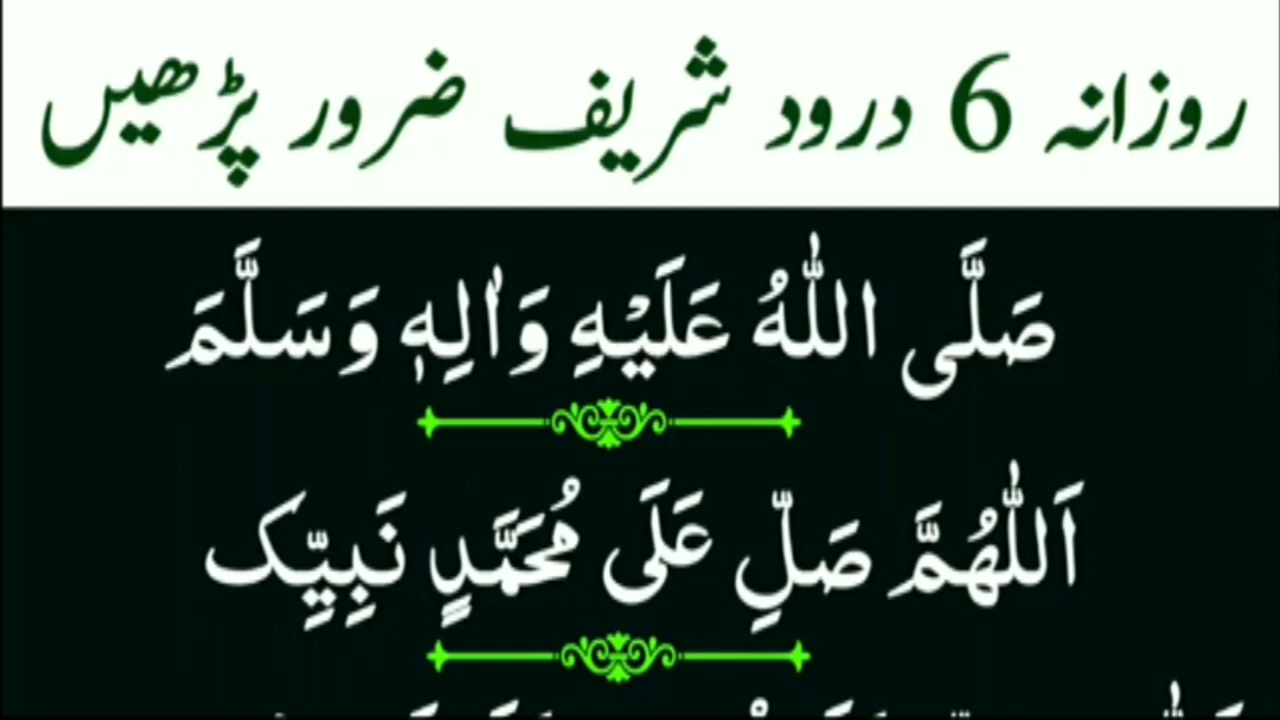 روزانہ 6 درود شریف ضرور پڑھیں
صَلَّی اللّٰهُ عَلَیْهِ وَاٰلِهٖ وَسَلَّمَ
اَللّٰهُمَّ صَلِّ عَلَی مُحَمَّدٍ نَبِیِّک